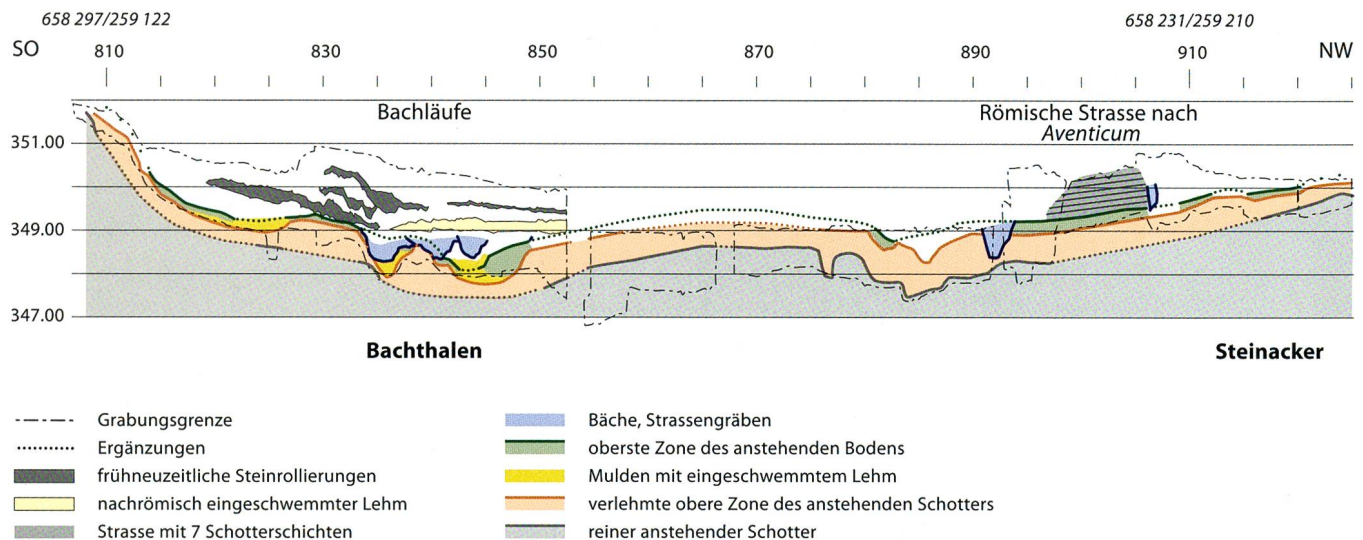 658 297/259 122
658 231/259 210
SO 810 830 850 870 890 910 NW
Bachläufe
Römische Strasse nach
Aventicum
351.00
349.00
347.00
Bachthalen
Steinacker
Grabungsgrenze
Ergänzungen
frühneuzeitliche Steinrollierungen
nachrömisch eingeschwemmter Lehm
Strasse mit 7 Schotterschichten
Bäche, Strassengräben
oberste Zone des anstehenden Bodens
Mulden mit eingeschwemmtem Lehm
verlehmte obere Zone des anstehenden Schotters
reiner anstehender Schotter